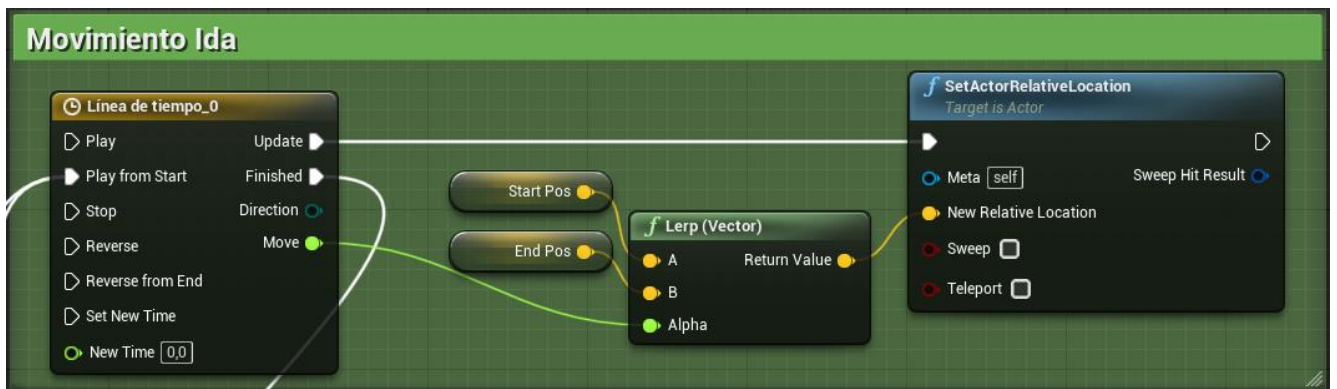 Movimiento Ida
Línea de tiempo_0
Play
Update
Play from Start
Finished
Stop
Direction
Reverse
Move
Reverse from End
Set New Time
New Time 0,0
Start Pos
End Pos
f Lerp (Vector)
A
Return Value
B
Alpha
f SetActorRelativeLocation
Target is Actor
Meta self
Sweep Hit Result
New Relative Location
Sweep
Teleport